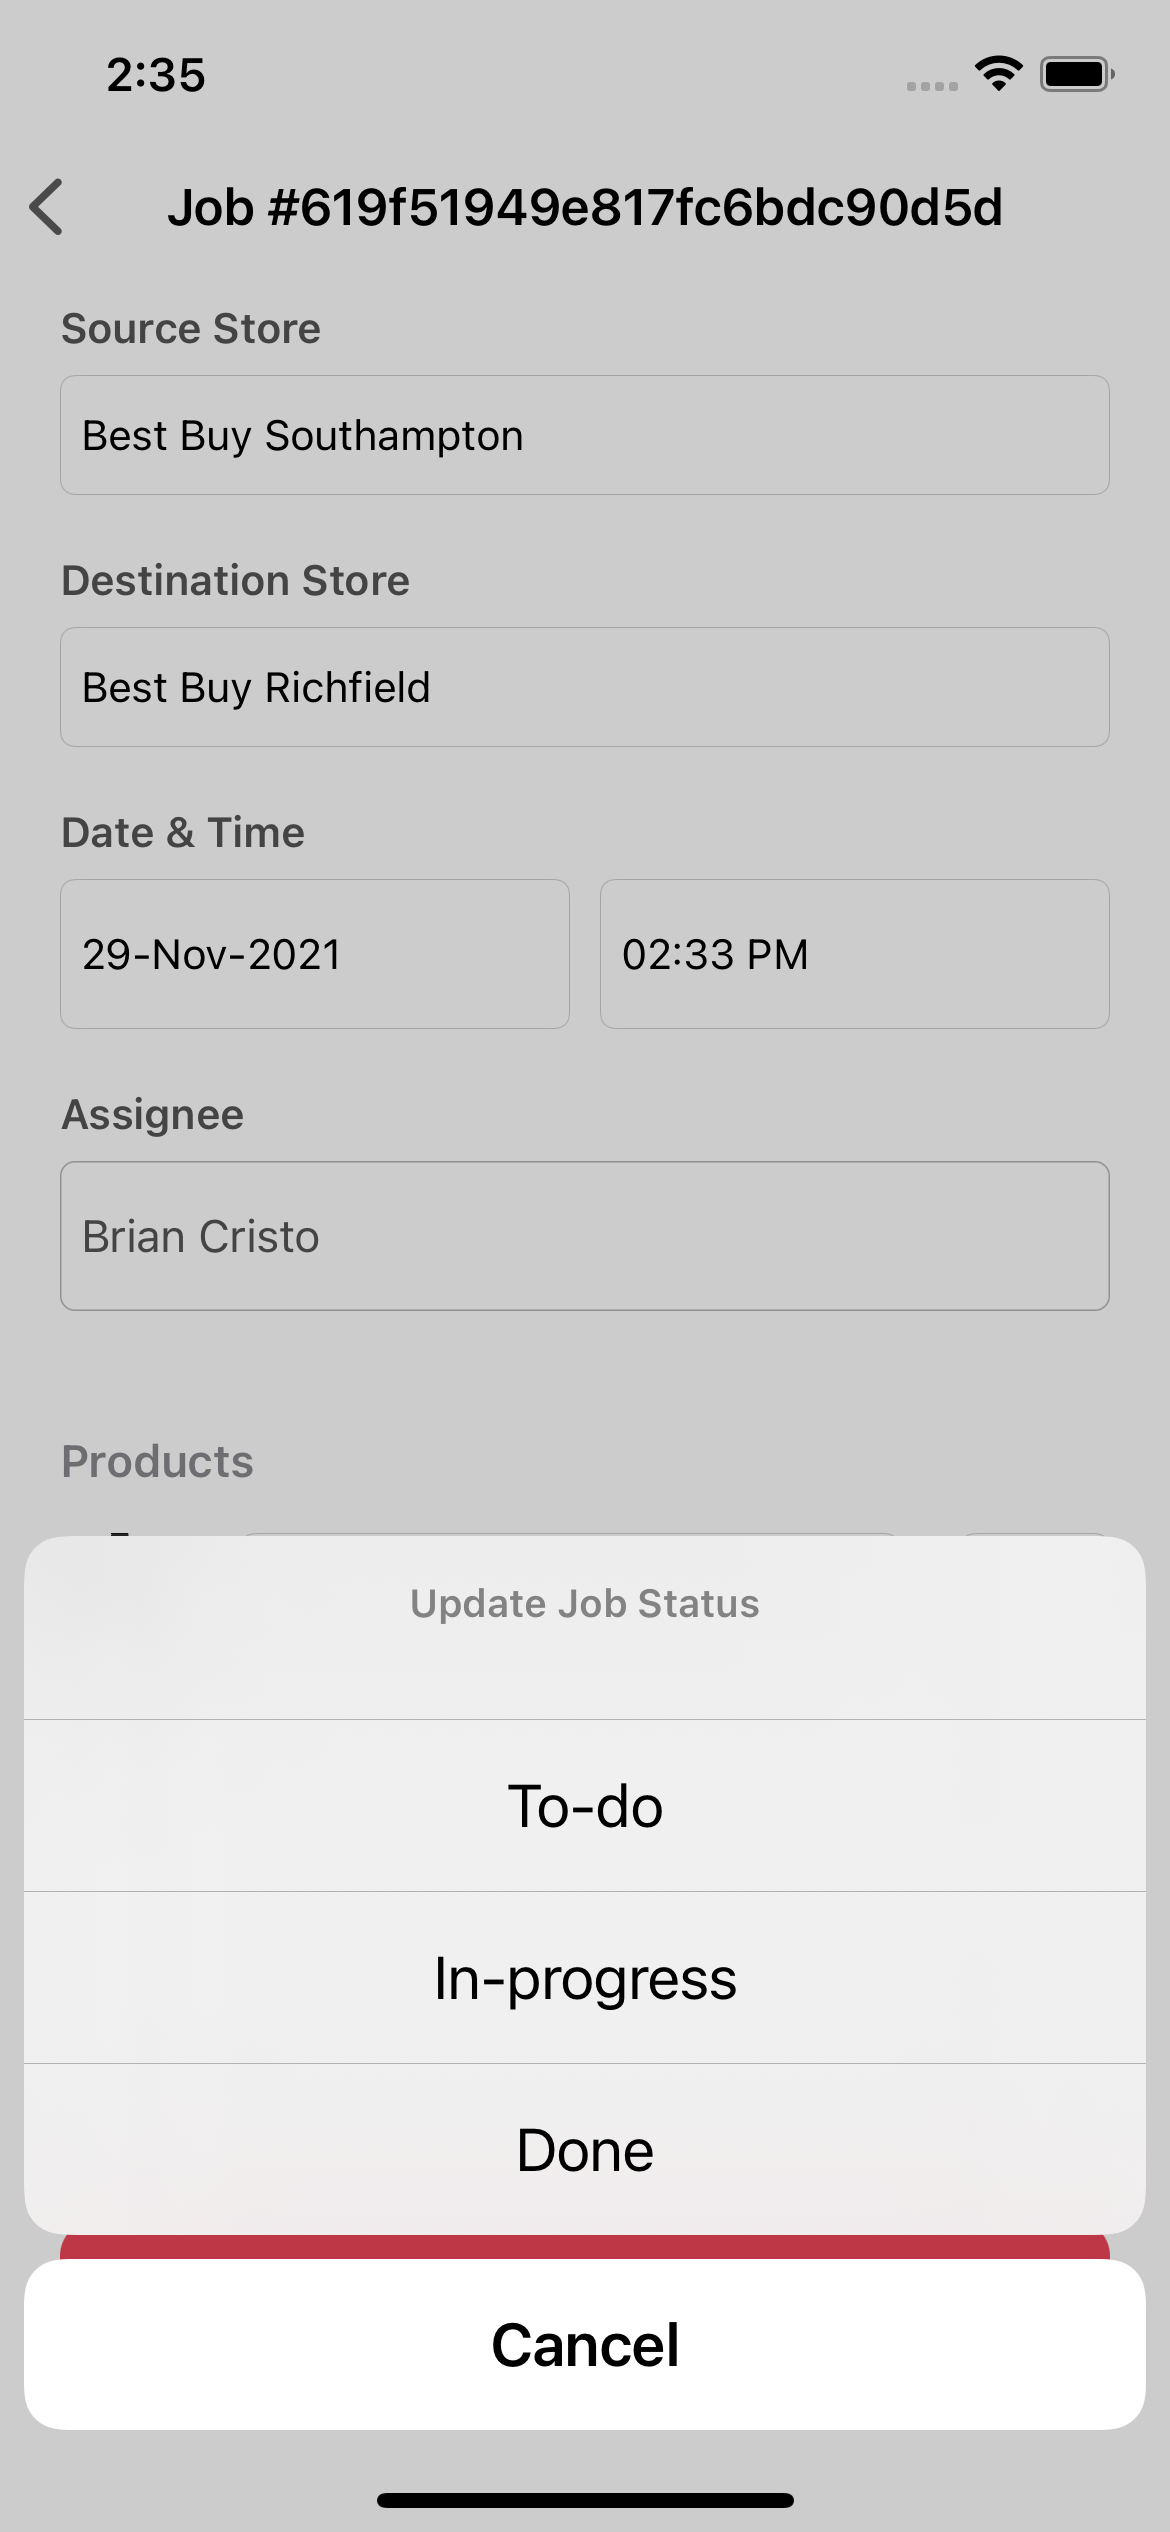 2:35
Job #619f51949e817fc6bdc90d5d
Source Store
Best Buy Southampton
Destination Store
Best Buy Richfield
Date & Time
29-Nov-2021
02:33 PM
Assignee
Brian Cristo
Products
Update Job Status
To-do
In-progress
Done
Cancel